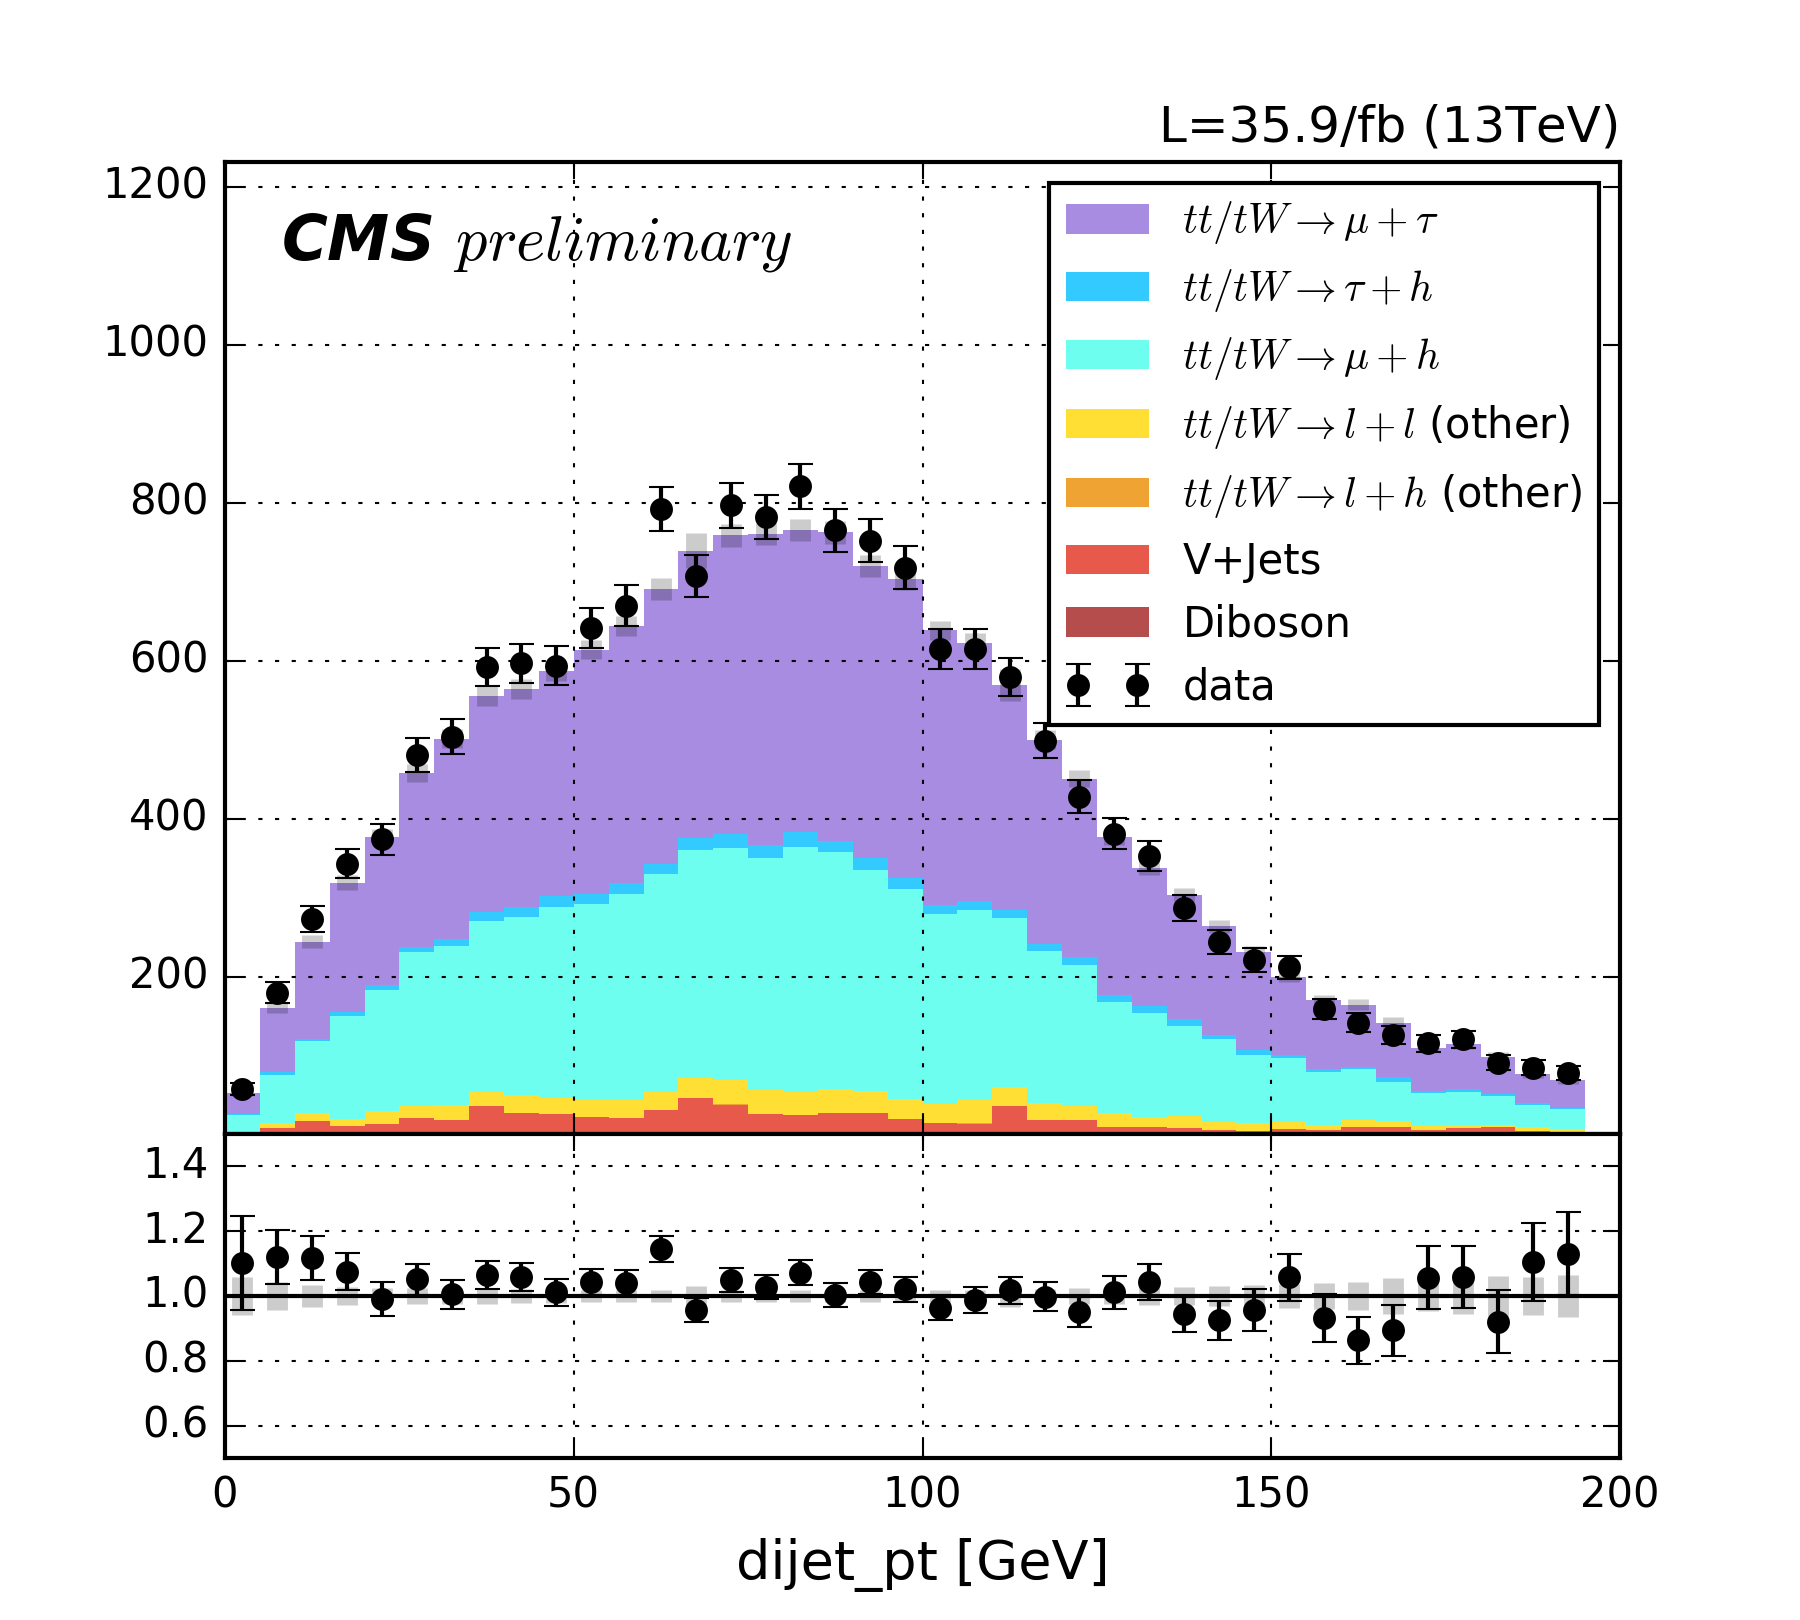 L=35.9/fb (13TeV)
CMS preliminary
1200
1000
800
600
400
200
tt/tW→μ+τ
tt/tW→τ+h
tt/tW→μ+h
tt/tW→l+l (other)
tt/tW→l+h (other)
V+Jets
Diboson
data
1.4
1.2
1.0
0.8
0.6
0 50 100 150 200
dijet_pt [GeV]